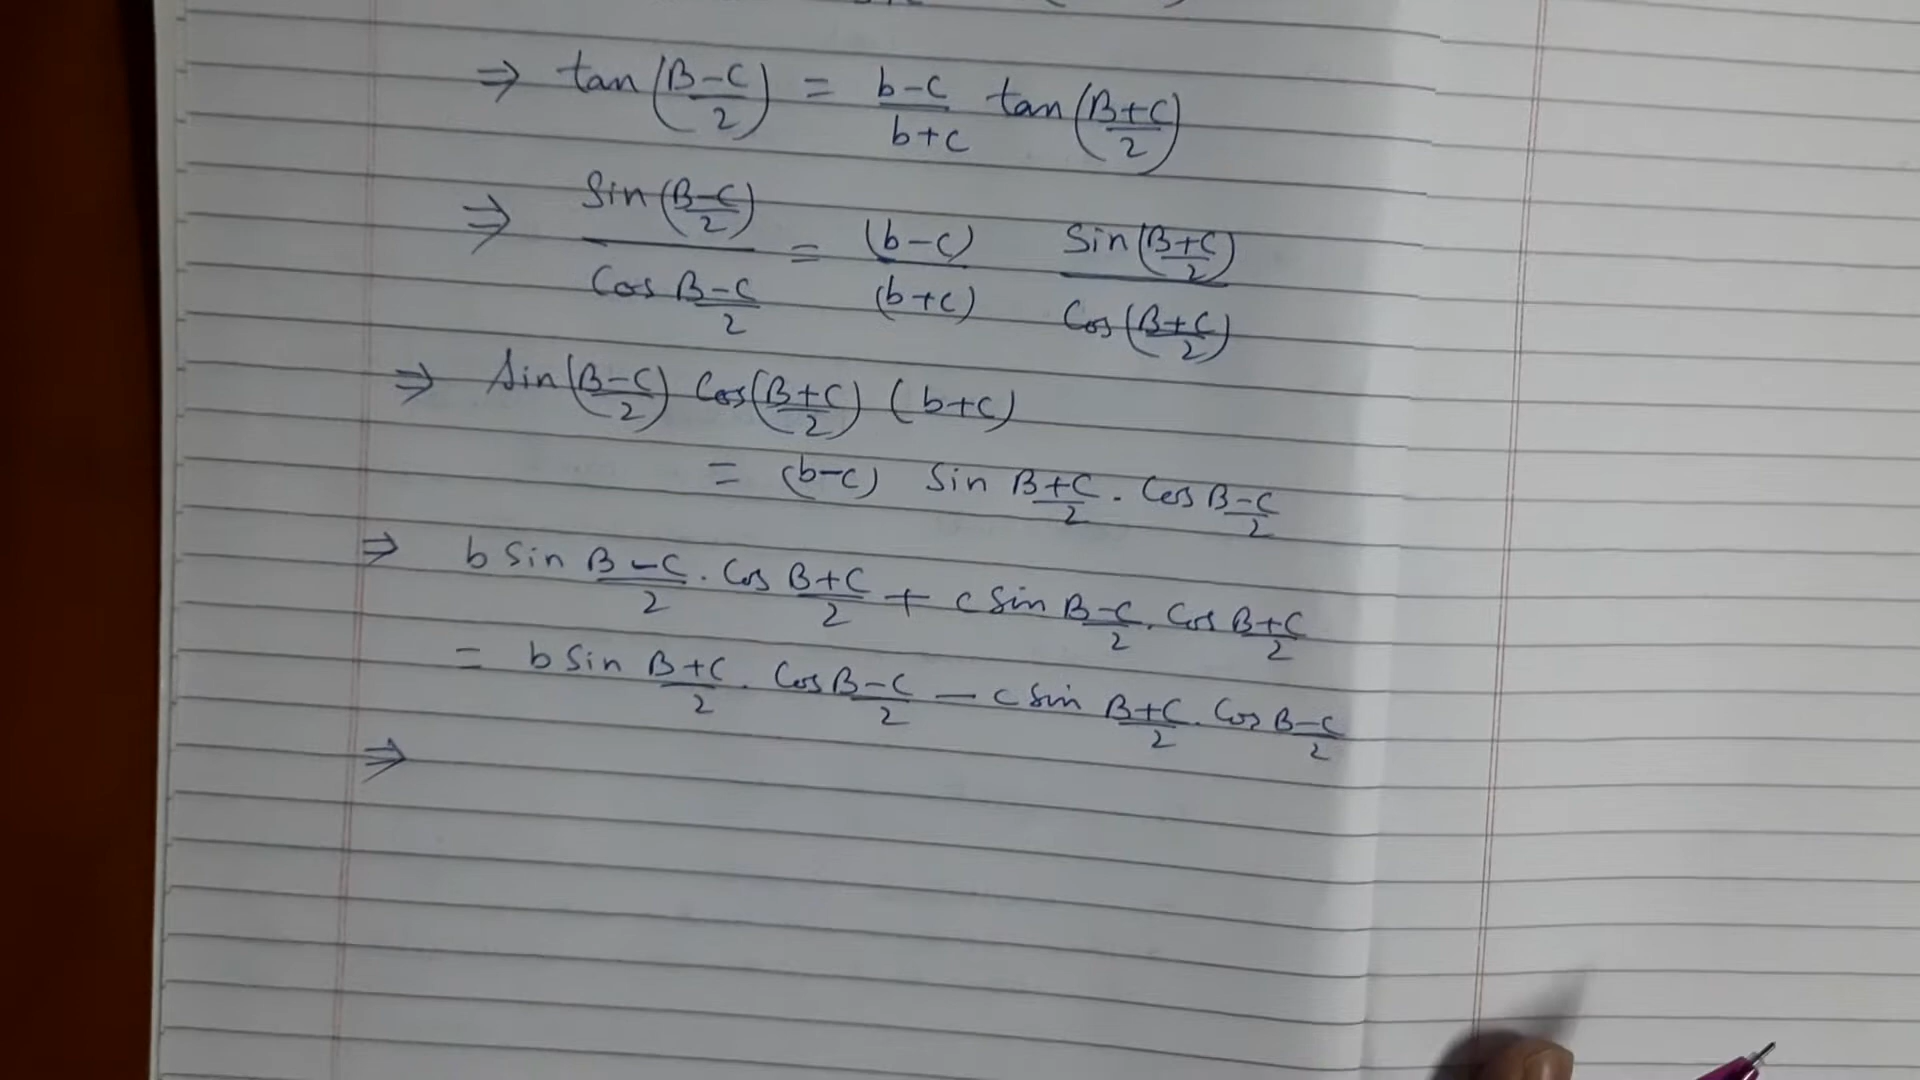 ⇒ tan((B-C)/2) = (b-c)/(b+c) tan((B+C)/2)
⇒ Sin((B-C)/2)/Cos (B-C)/2 = (b-c)/(b+c) Sin((B+C)/2)/Cos((B+C)/2)
⇒ Sin((B-C)/2) Cos((B+C)/2) (b+c)
= (b-c) Sin (B+C)/2 . Cos (B-C)/2
⇒ b Sin (B-C)/2 . Cos (B+C)/2 + c Sin (B-C)/2 . Cos (B+C)/2
= b Sin (B+C)/2 . Cos (B-C)/2 - c Sin (B+C)/2 . Cos (B-C)/2
⇒